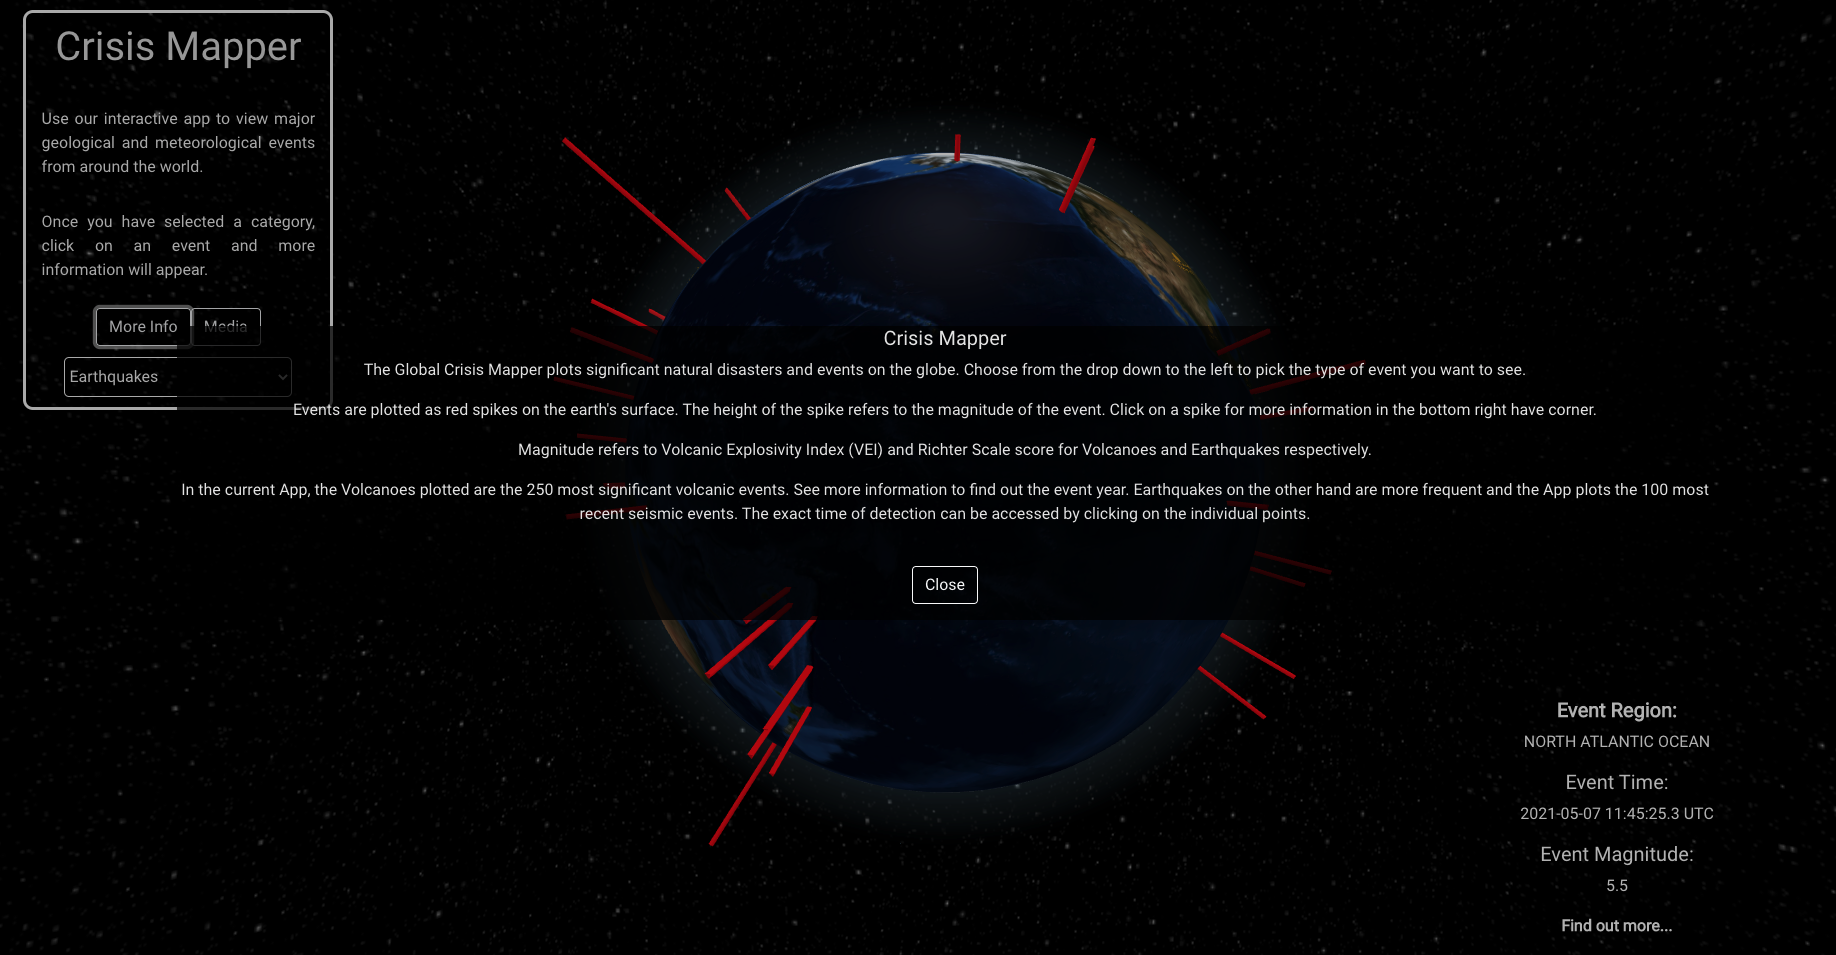 Crisis Mapper
Use our interactive app to view major
geological and meteorological events
from around the world.
Once you have selected a category,
click on an event and more
information will appear.
More Info
Media
Earthquakes
Crisis Mapper
The Global Crisis Mapper plots significant natural disasters and events on the globe. Choose from the drop down to the left to pick the type of event you want to see.
Events are plotted as red spikes on the earth's surface. The height of the spike refers to the magnitude of the event. Click on a spike for more information in the bottom right have corner.
Magnitude refers to Volcanic Explosivity Index (VEI) and Richter Scale score for Volcanoes and Earthquakes respectively.
In the current App, the Volcanoes plotted are the 250 most significant volcanic events. See more information to find out the event year. Earthquakes on the other hand are more frequent and the App plots the 100 most
recent seismic events. The exact time of detection can be accessed by clicking on the individual points.
Close
Event Region:
NORTH ATLANTIC OCEAN
Event Time:
2021-05-07 11:45:25.3 UTC
Event Magnitude:
5.5
Find out more...